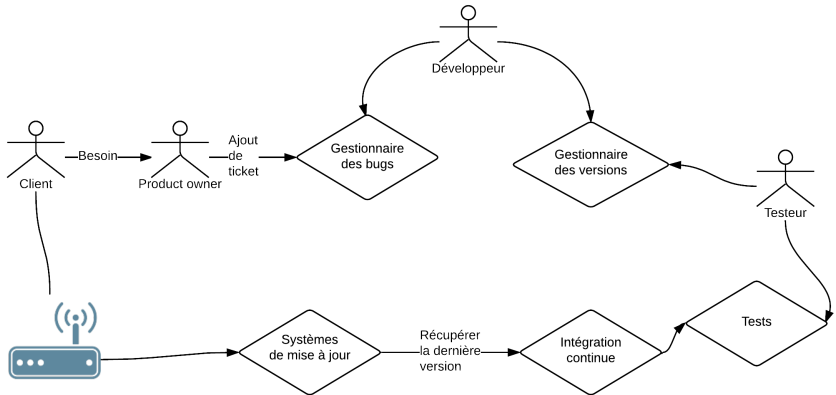 Développeur
Ajout
de
ticket
Besoin
Client
Product owner
Gestionnaire
des bugs
Gestionnaire
des versions
Testeur
Systèmes
de mise à jour
Récupérer
la dernière
version
Intégration
continue
Tests